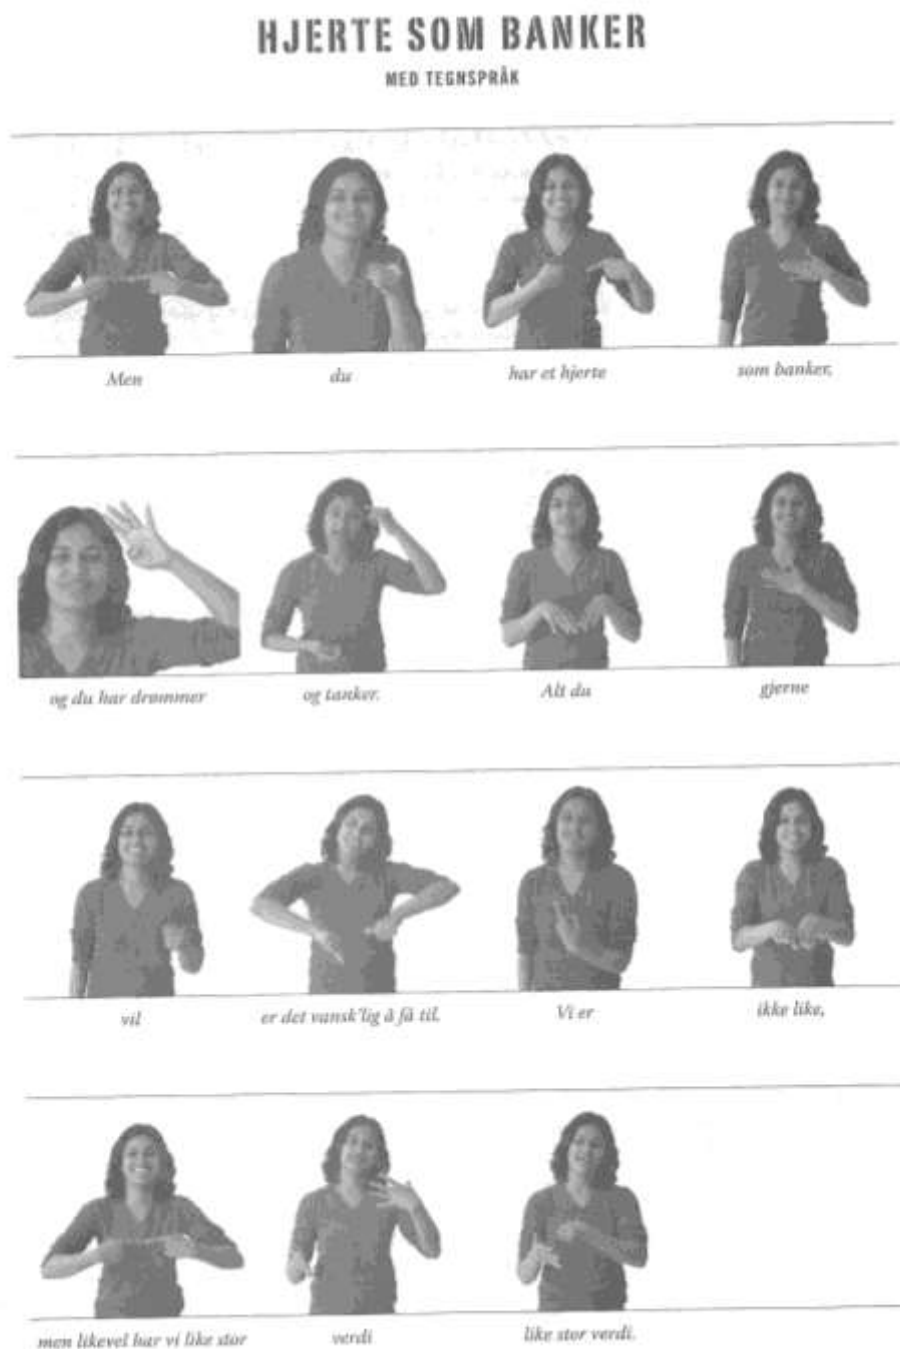 HJERTE SOM BANKER
MED TEGNSPRÅK
Men du har et hjerte som banker,
og du har drømmer og tanker. Alt du gjerne
vil er det vansk'lig å få til. Vi er ikke like,
men likevel har vi like stor verdi like stor verdi.